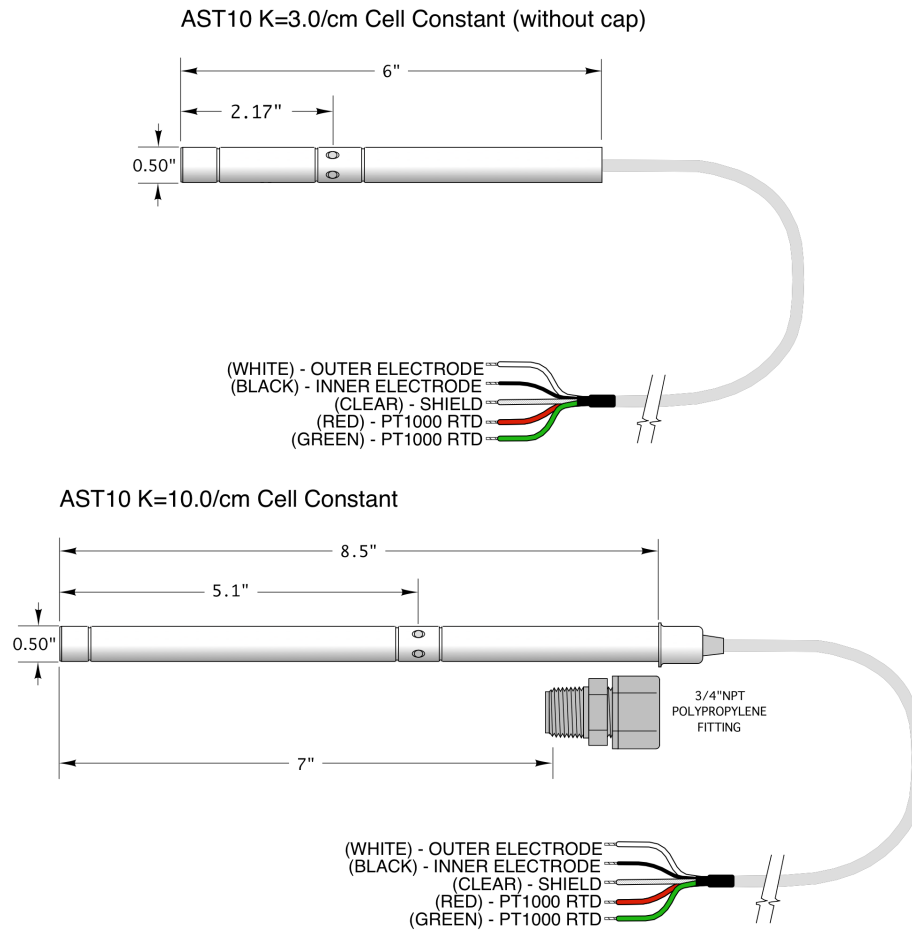 AST10 K=3.0/cm Cell Constant (without cap)
6"
2.17"
0.50"
(WHITE) - OUTER ELECTRODE
(BLACK) - INNER ELECTRODE
(CLEAR) - SHIELD
(RED) - PT1000 RTD
(GREEN) - PT1000 RTD
AST10 K=10.0/cm Cell Constant
8.5"
5.1"
0.50"
3/4"NPT
POLYPROPYLENE
FITTING
7"
(WHITE) - OUTER ELECTRODE
(BLACK) - INNER ELECTRODE
(CLEAR) - SHIELD
(RED) - PT1000 RTD
(GREEN) - PT1000 RTD